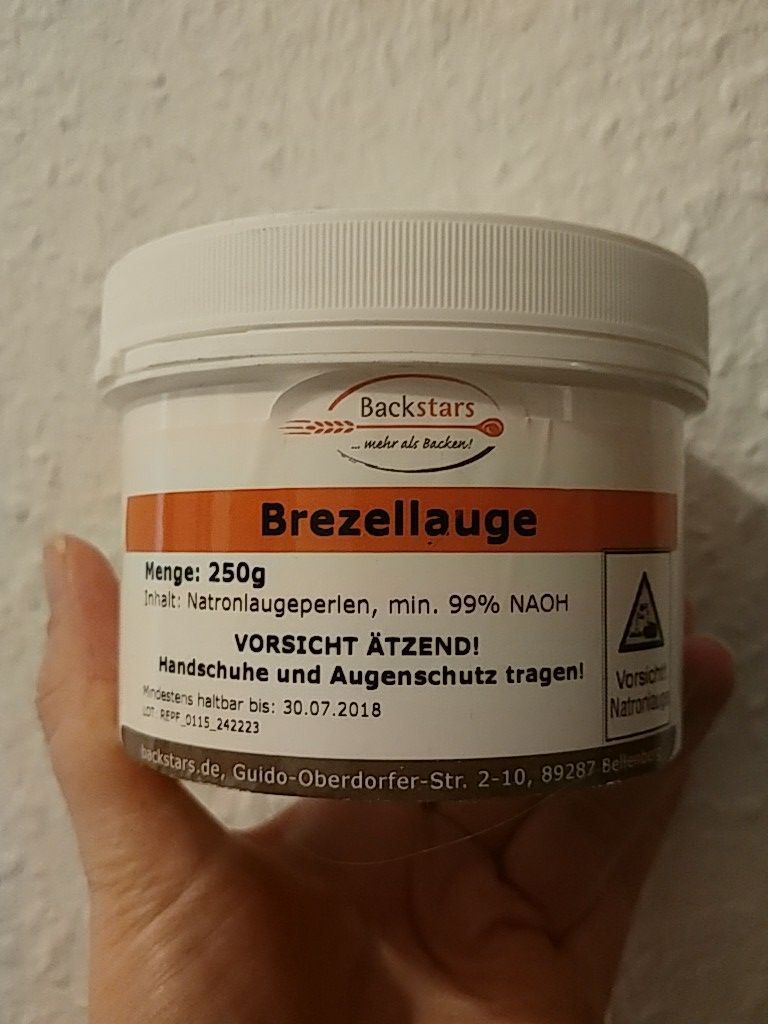 Backstars
... mehr als Backen!
Brezellauge
Menge: 250g
Inhalt: Natronlaugeperlen, min. 99% NAOH
VORSICHT ÄTZEND!
Handschuhe und Augenschutz tragen!
Mindestens haltbar bis: 30.07.2018
LOT: REPF_0115_242223
Vorsicht!
Natronlauge
backstars.de, Guido-Oberdorfer-Str. 2-10, 89287 Bellenberg